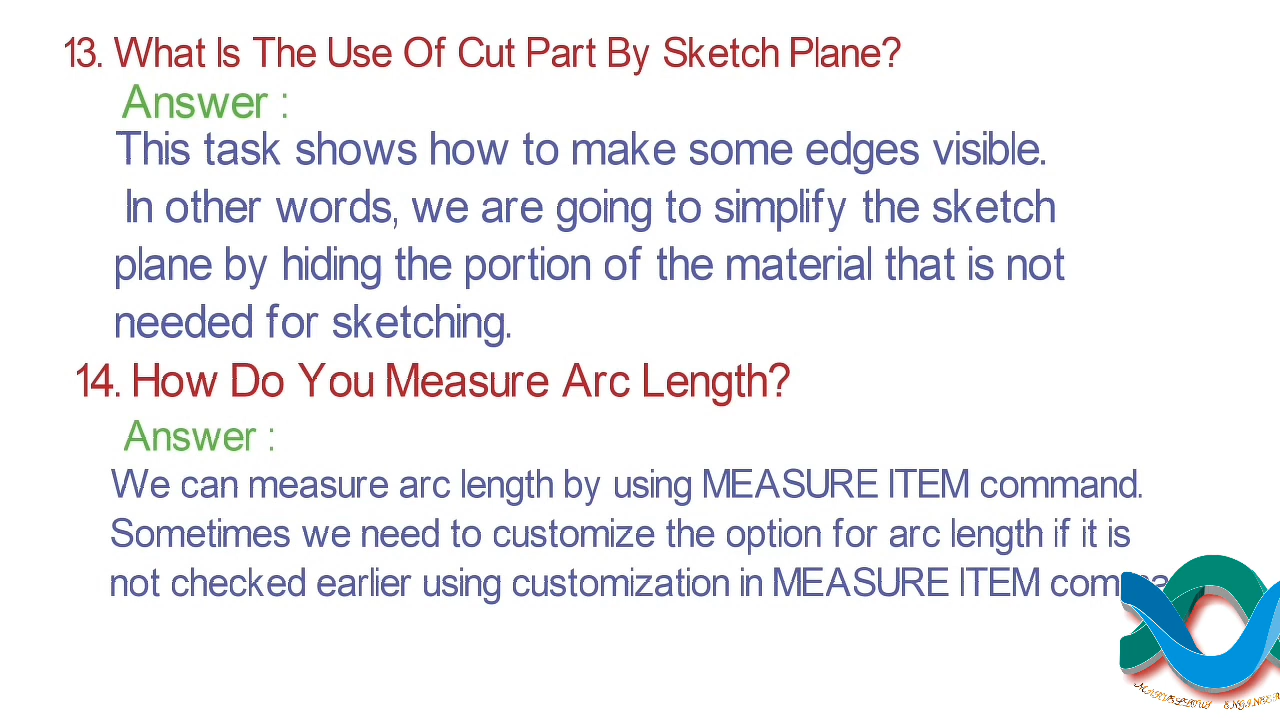 13. What Is The Use Of Cut Part By Sketch Plane?
Answer :
This task shows how to make some edges visible.
In other words, we are going to simplify the sketch
plane by hiding the portion of the material that is not
needed for sketching.
14. How Do You Measure Arc Length?
Answer :
We can measure arc length by using MEASURE ITEM command.
Sometimes we need to customize the option for arc length if it is
not checked earlier using customization in MEASURE ITEM